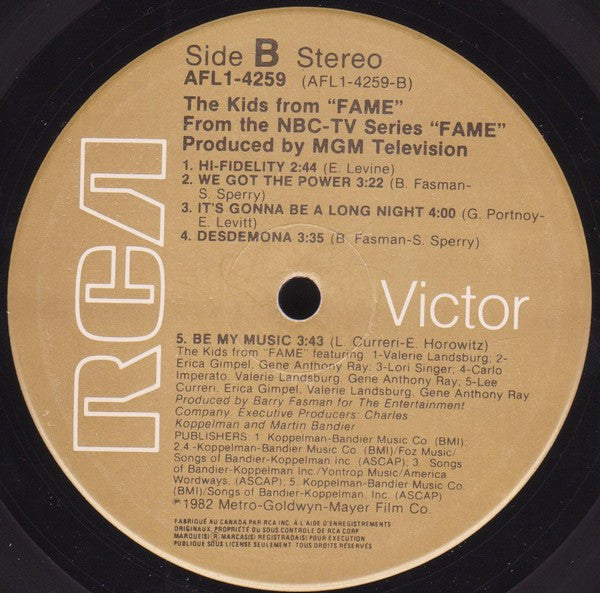 Side B Stereo
AFL1-4259 (AFL1-4259-B)
The Kids from "FAME"
From the NBC-TV Series "FAME"
Produced by MGM Television
1. HI-FIDELITY 2:44 (E. Levine)
2. WE GOT THE POWER 3:22 (B. Fasman-
S. Sperry)
3. IT'S GONNA BE A LONG NIGHT 4:00 (G. Portnoy-
E. Levitt)
4. DESDEMONA 3:35 (B. Fasman-S. Sperry)
RCA
Victor
5. BE MY MUSIC 3:43 (L. Curreri-E. Horowitz)
The Kids from "FAME" featuring: 1-Valerie Landsburg; 2-
Erica Gimpel, Gene Anthony Ray; 3-Lori Singer; 4-Carlo
Imperato, Valerie Landsburg, Gene Anthony Ray; 5-Lee
Curreri, Erica Gimpel, Valerie Landsburg, Gene Anthony Ray
Produced by Barry Fasman for The Entertainment
Company. Executive Producers: Charles
Koppelman and Martin Bandier
PUBLISHERS: 1. Koppelman-Bandier Music Co. (BMI);
2,4.-Koppelman-Bandier Music Co. (BMI)/Foz Music/
Songs of Bandier-Koppelman Inc. (ASCAP); 3. Songs
of Bandier-Koppelman Inc./Yontrop Music/America
Wordways, (ASCAP); 5. Koppelman-Bandier Music Co.
(BMI)/Songs of Bandier-Koppelman, Inc. (ASCAP)
℗1982 Metro-Goldwyn-Mayer Film Co.
FABRIQUÉ AU CANADA PAR RCA INC. À L'AIDE D'ENREGISTREMENTS
ORIGINAUX, PROPRIÉTÉ DU SOUS CONTROLE DE RCA CORP
MARQUE(S) ® MARCAS(S) REGISTRADA(S) POUR EXÉCUTION
PUBLIQUE SOUS LICENSE SEULEMENT. TOUS DROITS RÉSERVÉS